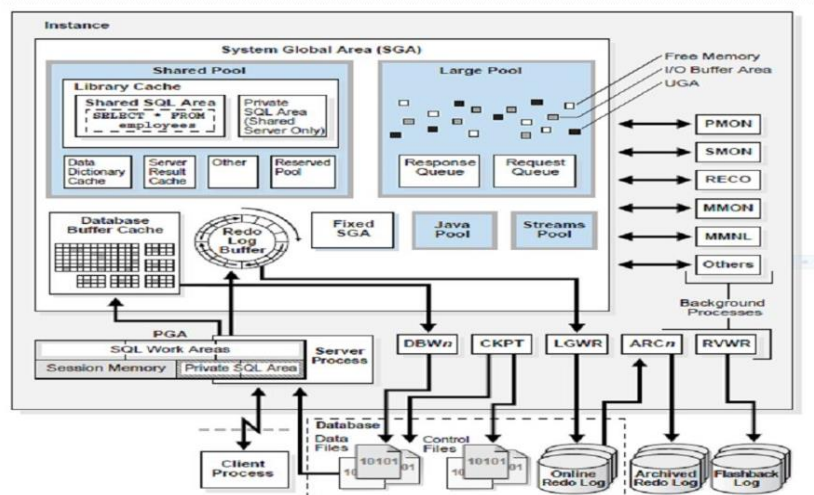 Instance
System Global Area (SGA)
Shared Pool
Library Cache
Shared SQL Area
SELECT * FROM
employees
Private
SQL Area
(Shared
Server Only)
Data
Dictionary
Cache
Server
Result
Cache
Other
Reserved
Pool
Large Pool
Response
Queue
Request
Queue
Free Memory
I/O Buffer Area
UGA
Database
Buffer Cache
Redo
Log
Buffer
Fixed
SGA
Java
Pool
Streams
Pool
PMON
SMON
RECO
MMON
MMNL
Others
Background
Processes
PGA
SQL Work Areas
Session Memory
Private SQL Area
Server
Process
DBWn
CKPT
LGWR
ARCn
RVWR
Client
Process
Database
Data
Files
10101
1
01
Control
Files
10101
1
01
Online
Redo Log
Archived
Redo Log
Flashback
Log